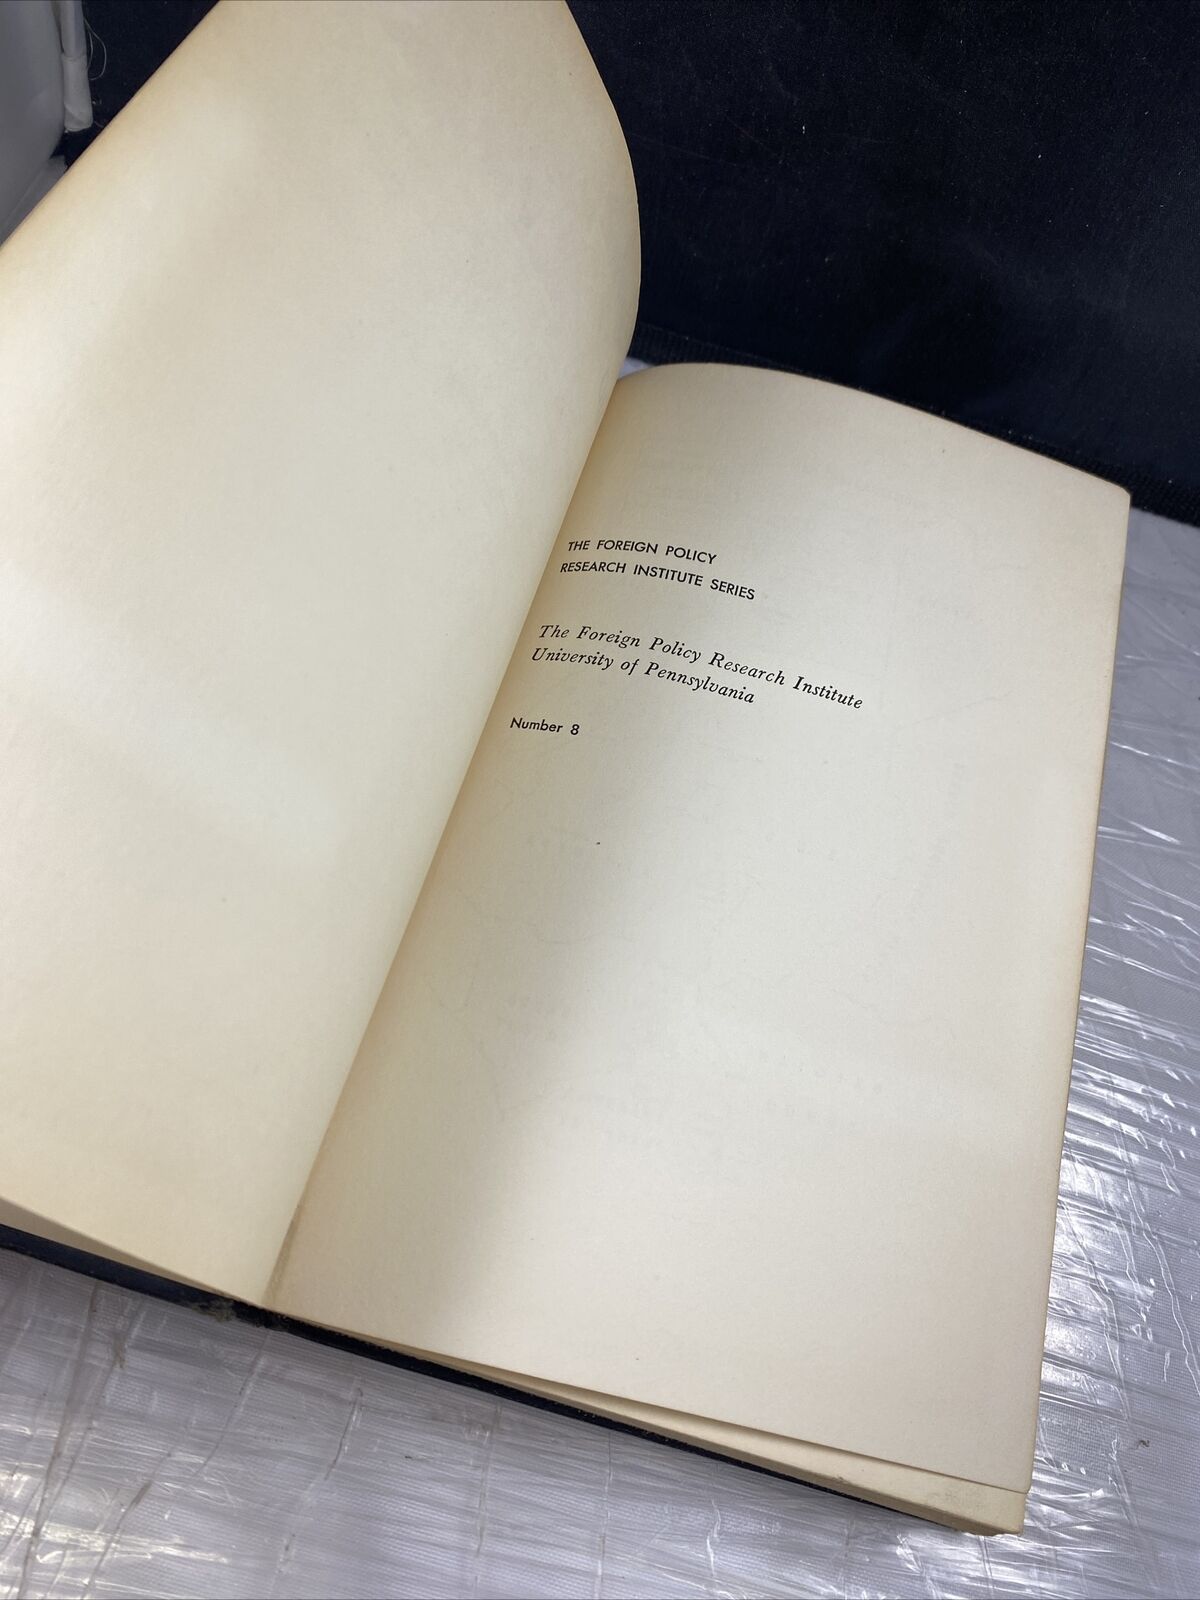 THE FOREIGN POLICY
RESEARCH INSTITUTE SERIES
The Foreign Policy Research Institute
University of Pennsylvania
Number 8